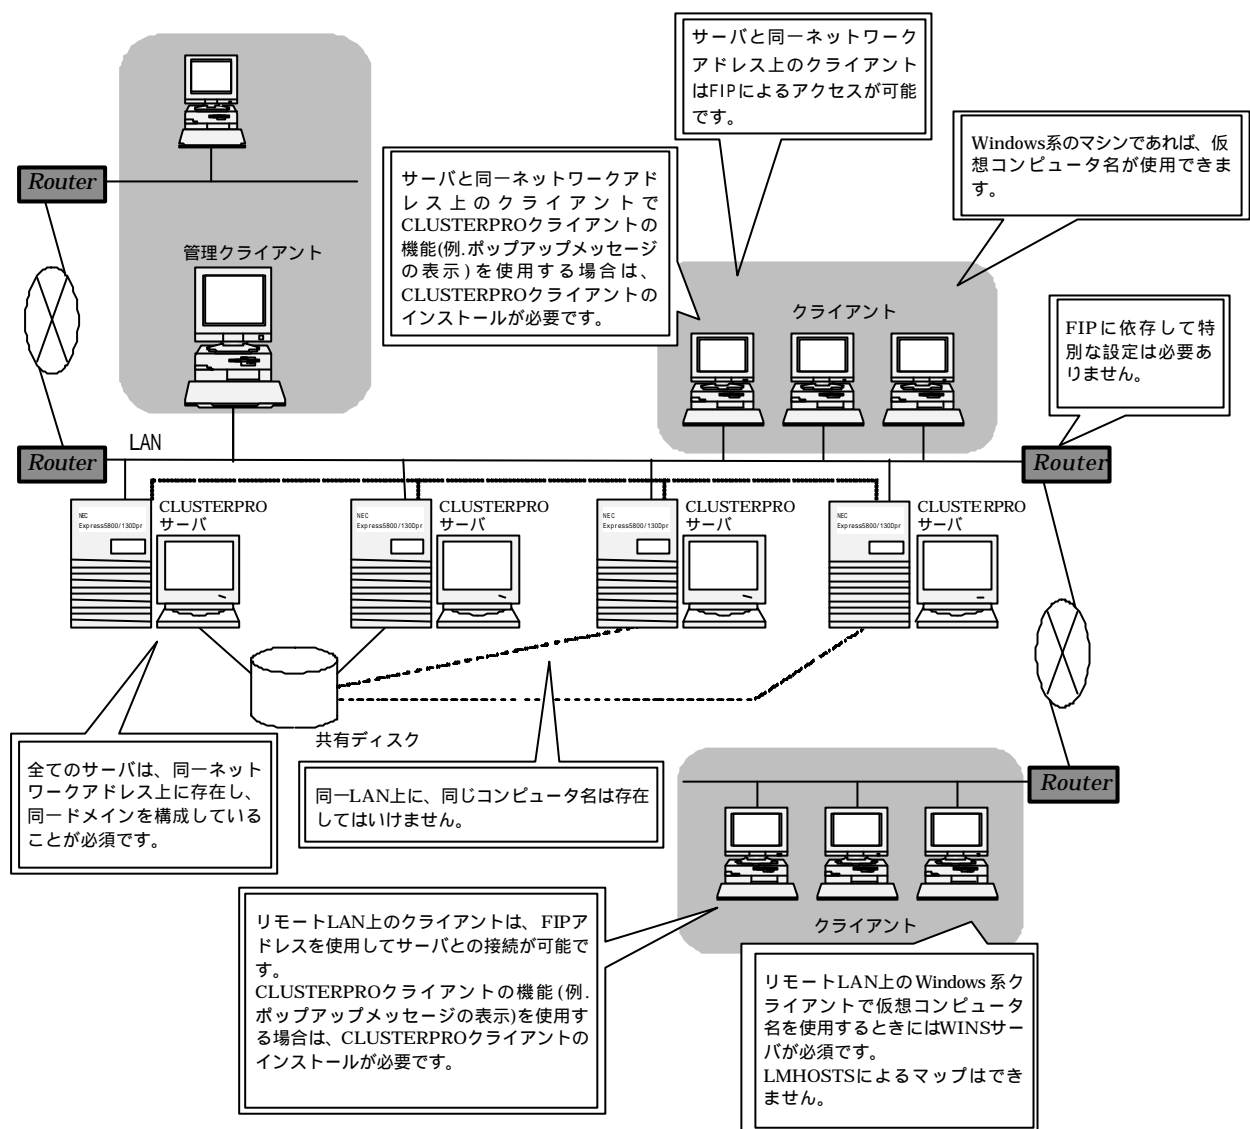 サーバと同一ネットワーク
アドレス上のクライアント
はFIPによるアクセスが可能
です。
Windows系のマシンであれば、仮
想コンピュータ名が使用できま
す。
サーバと同一ネットワークアド
レス上のクライアントで
CLUSTERPROクライアントの
機能(例.ポップアップメッセージ
の表示)を使用する場合は、
CLUSTERPROクライアントの
インストールが必要です。
Router
管理クライアント
クライアント
FIPに依存して特
別な設定は必要あ
りません。
LAN
Router
Router
NEC
Express5800/130Dpr
CLUSTERPRO
サーバ
NEC
Express5800/130Dpr
CLUSTERPRO
サーバ
NEC
Express5800/130Dpr
CLUSTERPRO
サーバ
NEC
Express5800/130Dpr
CLUSTERPRO
サーバ
共有ディスク
全てのサーバは、同一ネット
ワークアドレス上に存在し、
同一ドメインを構成している
ことが必須です。
同一LAN上に、同じコンピュータ名は存在
してはいけません。
Router
クライアント
リモートLAN上のクライアントは、FIPア
ドレスを使用してサーバとの接続が可能で
す。
CLUSTERPROクライアントの機能(例.
ポップアップメッセージの表示)を使用す
る場合は、CLUSTERPROクライアントの
インストールが必要です。
リモートLAN上のWindows系ク
ライアントで仮想コンピュータ
名を使用するときにはWINSサー
バが必須です。
LMHOSTSによるマップはでき
ません。